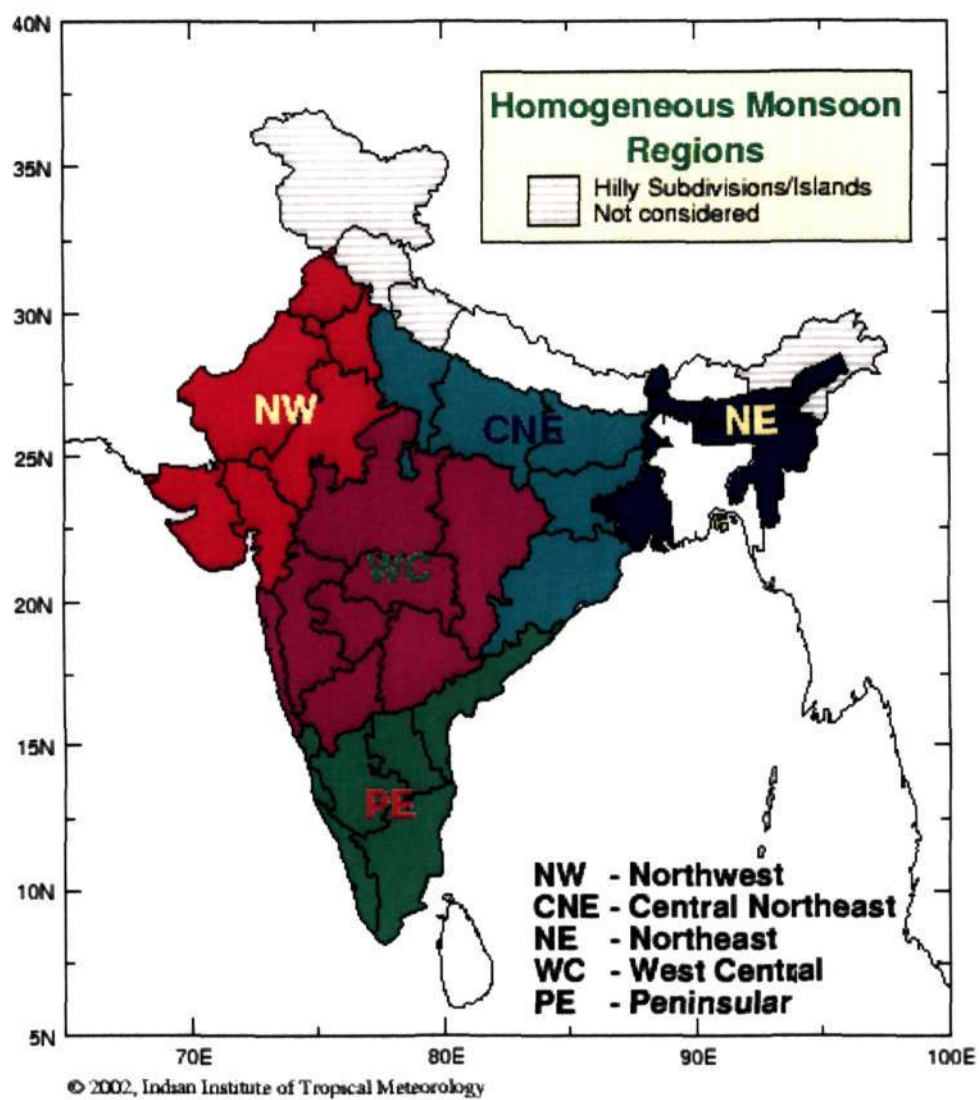 40N
35N
30N
25N
20N
15N
10N
5N
70E
80E
90E
100E
Homogeneous Monsoon
Regions
Hilly Subdivisions/Islands
Not considered
NW
CNE
NE
WC
PE
NW - Northwest
CNE - Central Northeast
NE - Northeast
WC - West Central
PE - Peninsular
© 2002, Indian Institute of Tropical Meteorology